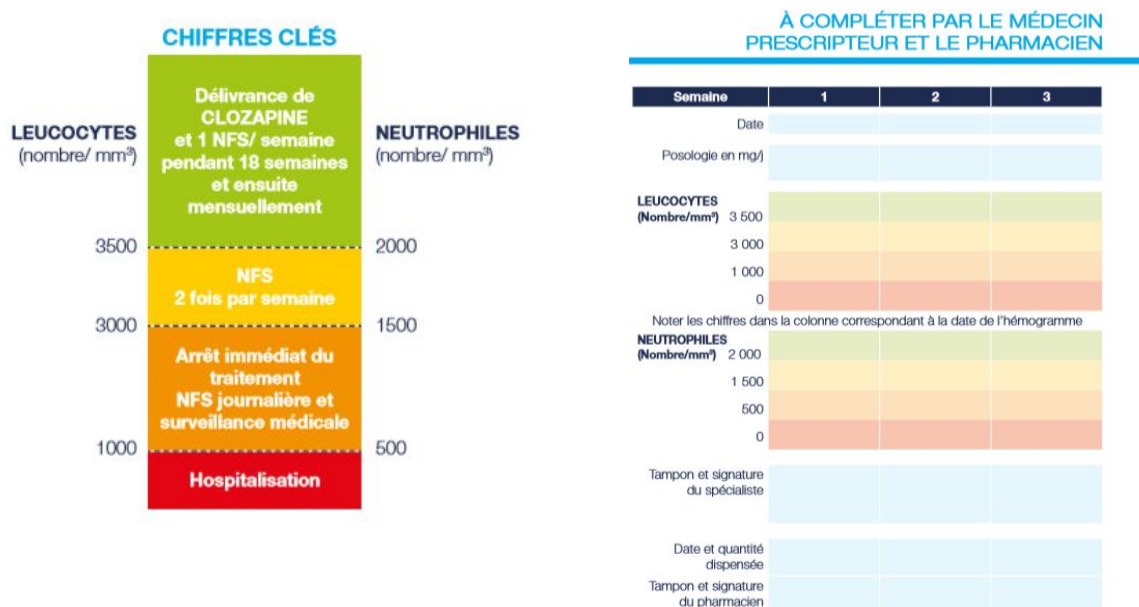 CHIFFRES CLÉS
LEUCOCYTES
(nombre/ mm³)
NEUTROPHILES
(nombre/ mm³)
Délivrance de
CLOZAPINE
et 1 NFS/ semaine
pendant 18 semaines
et ensuite
mensuellement
3500
2000
NFS
2 fois par semaine
3000
1500
Arrêt immédiat du
traitement
NFS journalière et
surveillance médicale
1000
500
Hospitalisation
À COMPLÉTER PAR LE MÉDECIN
PRESCRIPTEUR ET LE PHARMACIEN
Semaine 1 2 3
Date
Posologie en mg/j
LEUCOCYTES
(Nombre/mm³) 3 500
3 000
1 000
0
Noter les chiffres dans la colonne correspondant à la date de l'hémogramme
NEUTROPHILES
(Nombre/mm³) 2 000
1 500
500
0
Tampon et signature
du spécialiste
Date et quantité
dispensée
Tampon et signature
du pharmacien